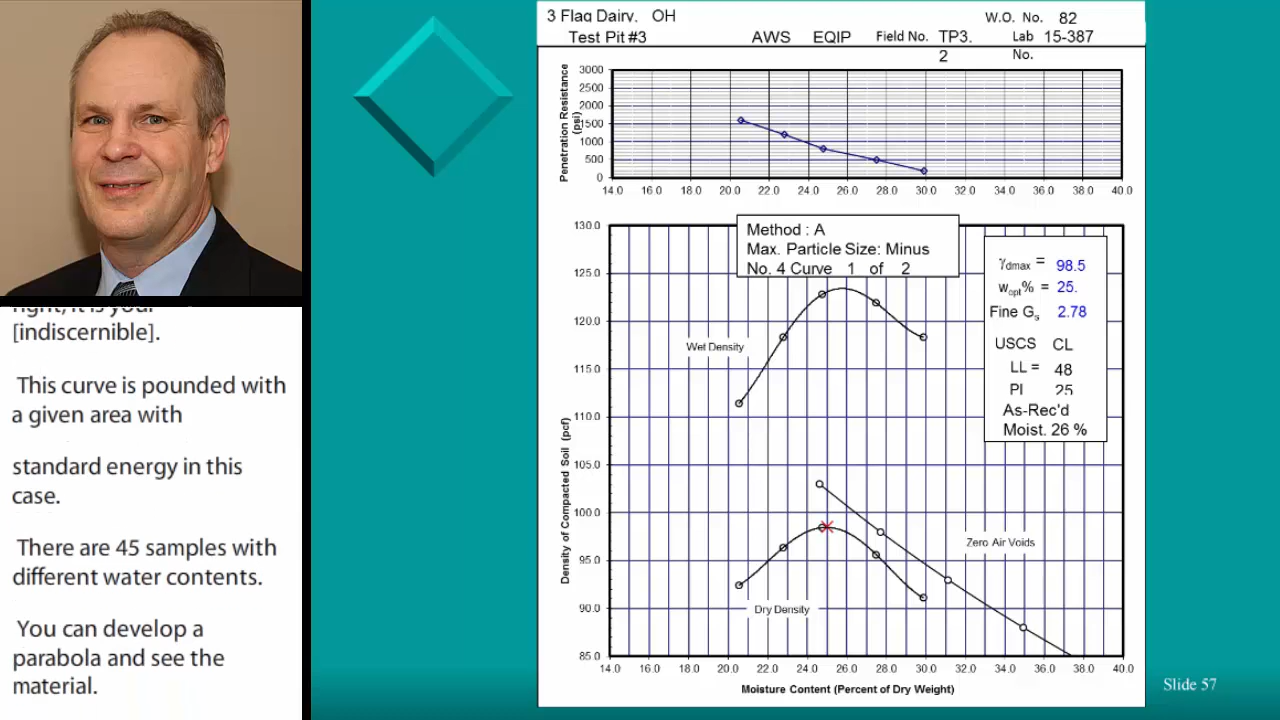 3 Flag Dairy, OH
W.O. No. 82
Test Pit #3 AWS EQIP Field No. TP3. Lab 15-387
2 No.
Penetration Resistance
(psi)
3000
2500
2000
1500
1000
500
0
14.0 16.0 18.0 20.0 22.0 24.0 26.0 28.0 30.0 32.0 34.0 36.0 38.0 40.0
Method : A
Max. Particle Size: Minus
No. 4 Curve 1 of 2
γdmax = 98.5
wopt% = 25.
Fine Gs 2.78
USCS CL
LL = 48
PI 25
As-Rec'd
Moist. 26 %
Wet Density
Zero Air Voids
Dry Density
Density of Compacted Soil (pcf)
130.0
125.0
120.0
115.0
110.0
105.0
100.0
95.0
90.0
85.0
14.0 16.0 18.0 20.0 22.0 24.0 26.0 28.0 30.0 32.0 34.0 36.0 38.0 40.0
Moisture Content (Percent of Dry Weight)
Slide 57
right, it is your
[indiscernible].
This curve is pounded with
a given area with
standard energy in this
case.
There are 45 samples with
different water contents.
You can develop a
parabola and see the
material.